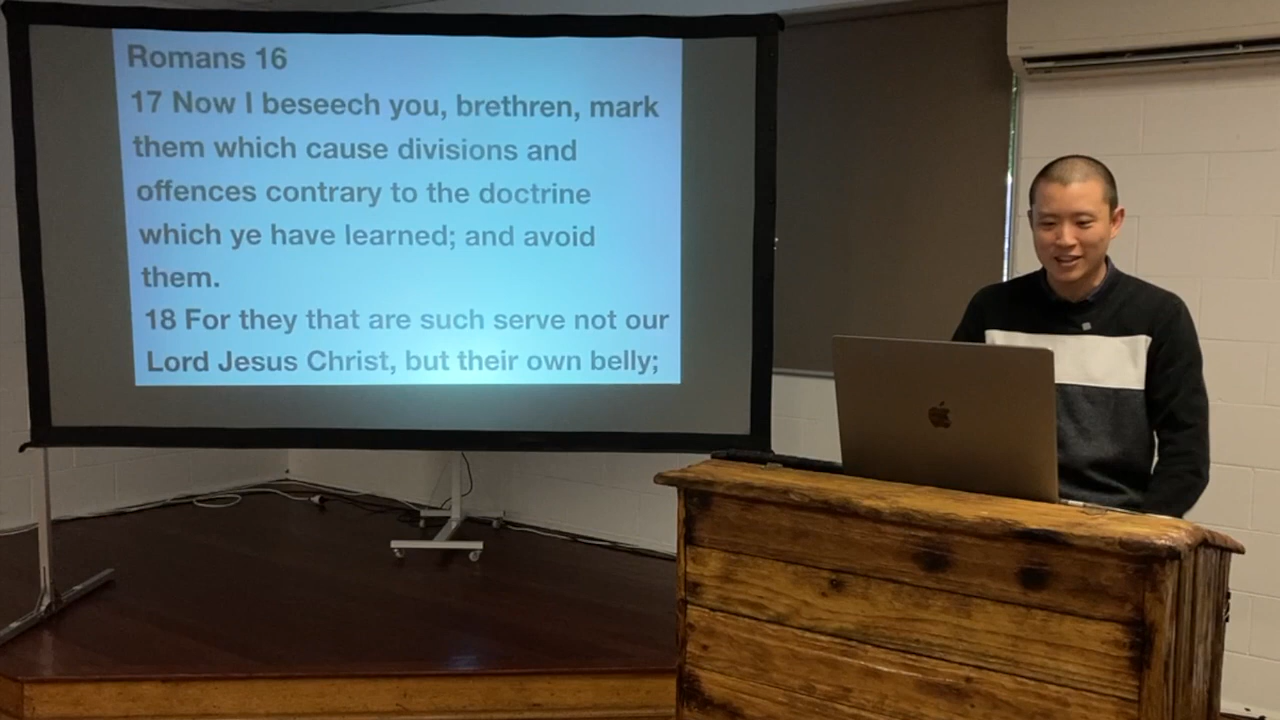 Romans 16
17 Now I beseech you, brethren, mark
them which cause divisions and
offences contrary to the doctrine
which ye have learned; and avoid
them.
18 For they that are such serve not our
Lord Jesus Christ, but their own belly;